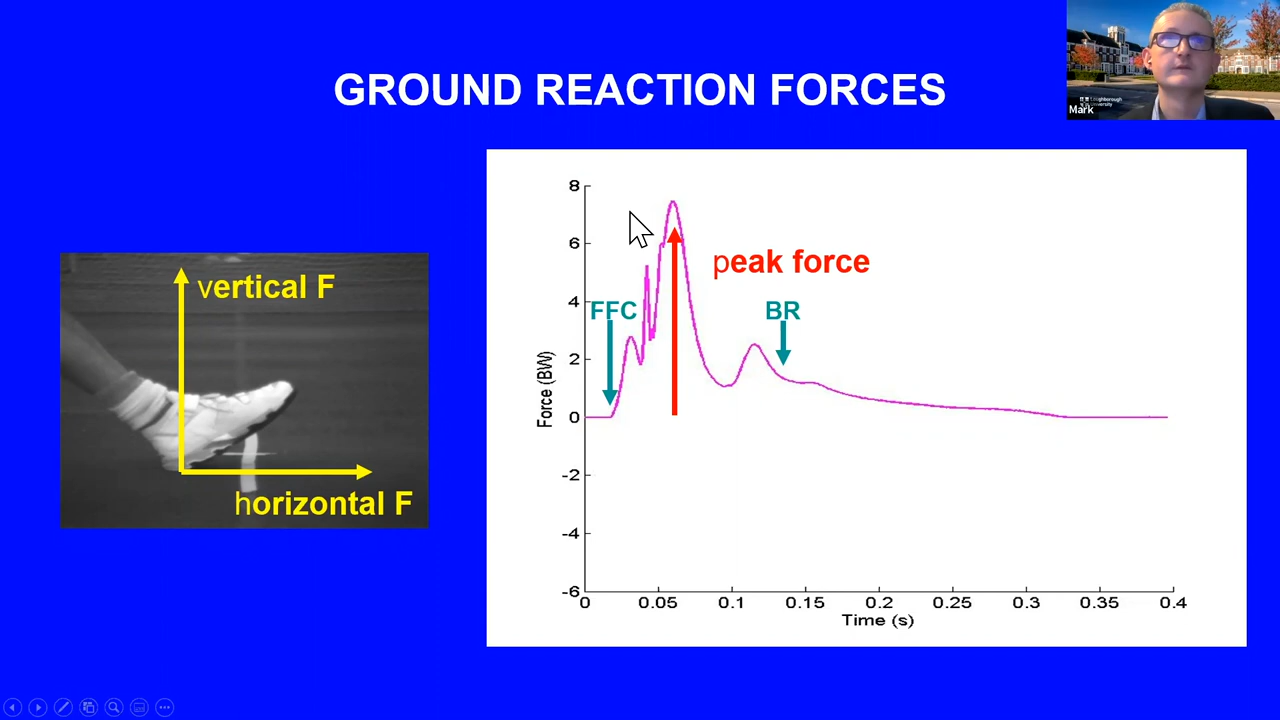 GROUND REACTION FORCES
Mark
Loughborough
University
vertical F
horizontal F
8
6
4
2
0
-2
-4
-6
Force (BW)
FFC
peak force
BR
0
0.05
0.1
0.15
0.2
0.25
0.3
0.35
0.4
Time (s)